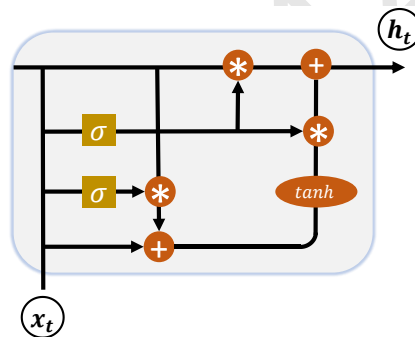 h_t
* +
σ *
σ * tanh
+
x_t